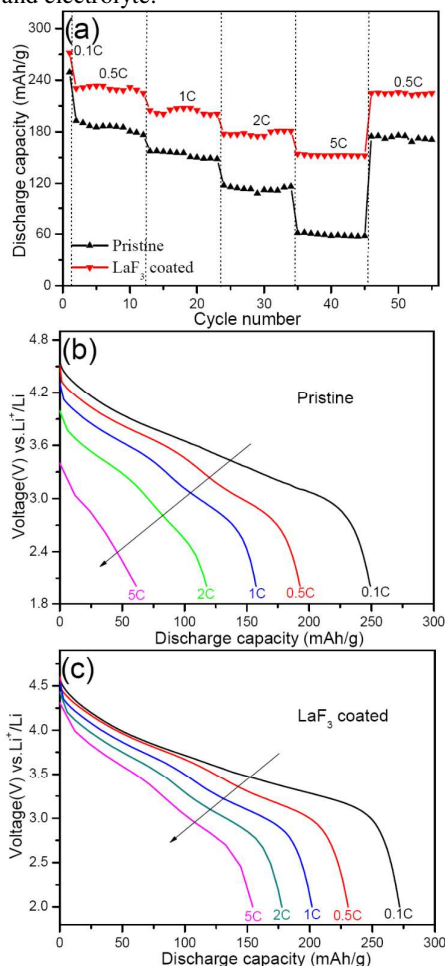 and electrolyte.
(a)
0.1C
0.5C
1C
2C
5C
0.5C
Discharge capacity (mAh/g)
300
240
180
120
60
0
Pristine
LaF3 coated
0 10 20 30 40 50
Cycle number
(b)
Pristine
Voltage(V) vs.Li+/Li
4.8
4.2
3.6
3.0
2.4
1.8
5C 2C 1C 0.5C 0.1C
0 50 100 150 200 250 300
Discharge capacity (mAh/g)
(c)
LaF3 coated
Voltage(V) vs.Li+/Li
4.5
4.0
3.5
3.0
2.5
2.0
5C 2C 1C 0.5C 0.1C
0 50 100 150 200 250 300
Discharge capacity (mAh/g)